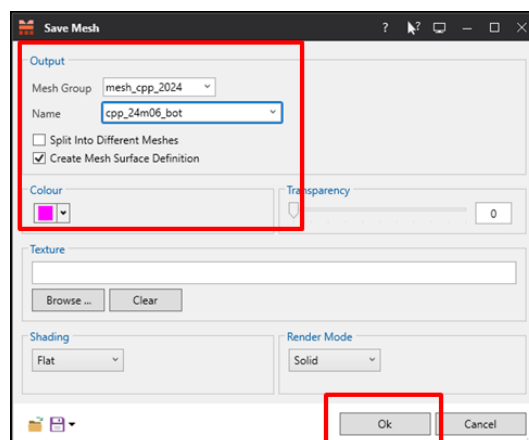 Save Mesh
Output
Mesh Group mesh_cpp_2024
Name cpp_24m06_bot
Split Into Different Meshes
Create Mesh Surface Definition
Colour
Transparency
0
Texture
Browse ... Clear
Shading
Flat
Render Mode
Solid
Ok Cancel